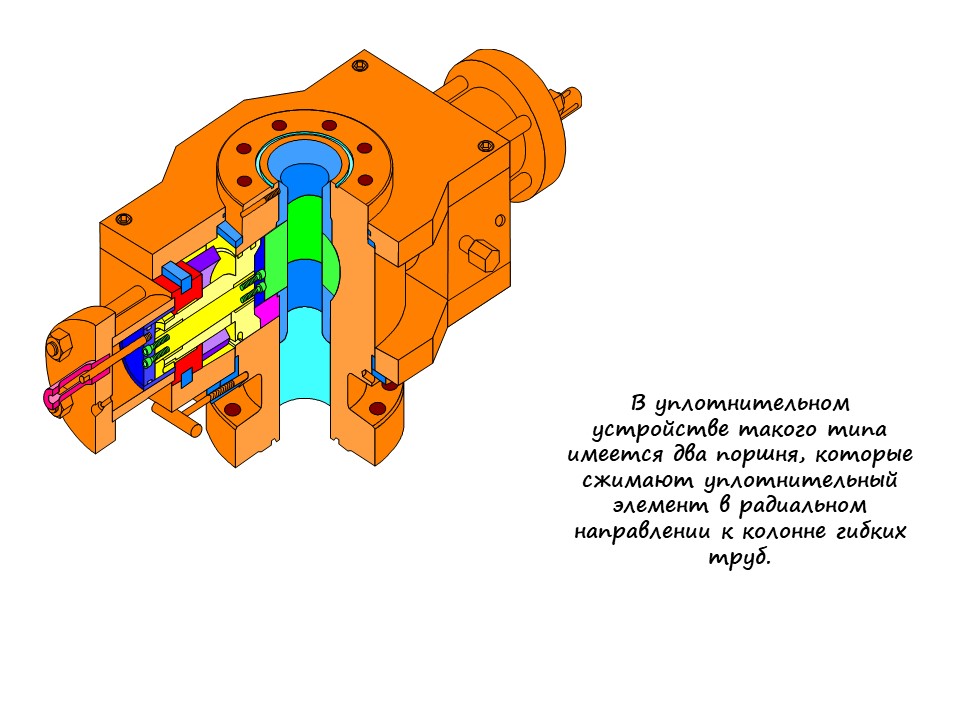 В уплотнительном
устройстве такого типа
имеется два поршня, которые
сжимают уплотнительный
элемент в радиальном
направлении к колонне гибких
труб.